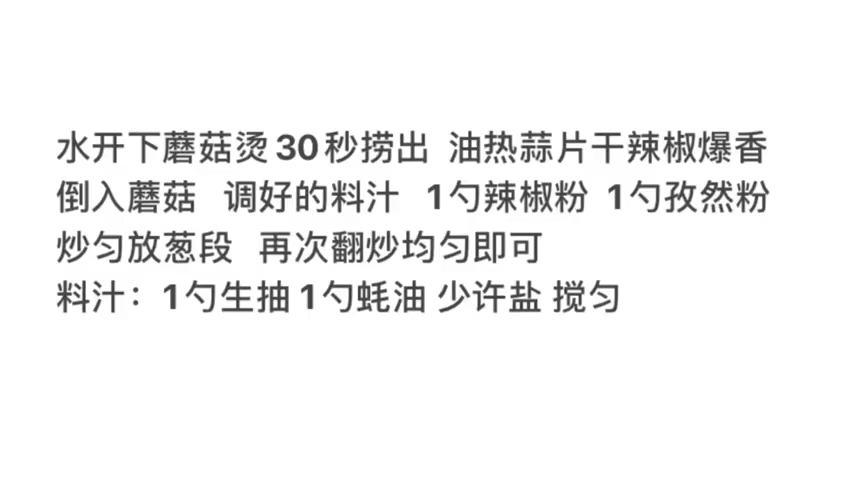 水开下蘑菇烫30秒捞出 油热蒜片干辣椒爆香
倒入蘑菇 调好的料汁 1勺辣椒粉 1勺孜然粉
炒匀放葱段 再次翻炒均匀即可
料汁：1勺生抽 1勺蚝油 少许盐 搅匀